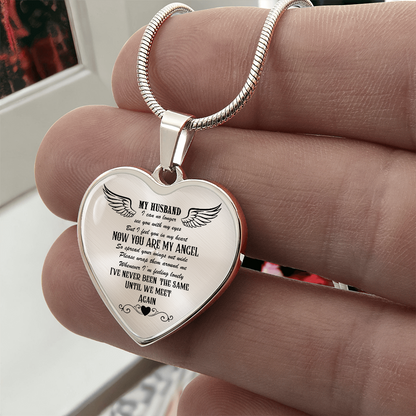 MY HUSBAND
I can no longer
see you with my eyes
But I feel you in my heart
NOW YOU ARE MY ANGEL
So spread your wings out wide
Please wrap them around me
Whenever I'm feeling lonely
I'VE NEVER BEEN THE SAME
UNTIL WE MEET
AGAIN